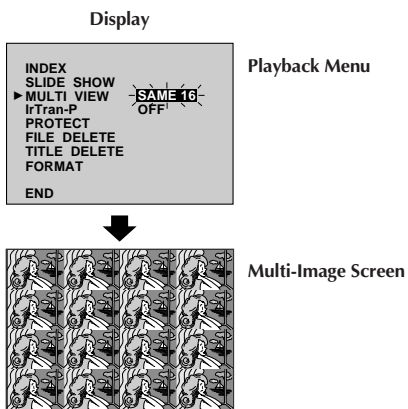 Display
Playback Menu
INDEX
SLIDE SHOW
►MULTI VIEW SAME 16
IrTran-P OFF
PROTECT
FILE DELETE
TITLE DELETE
FORMAT
END
Multi-Image Screen